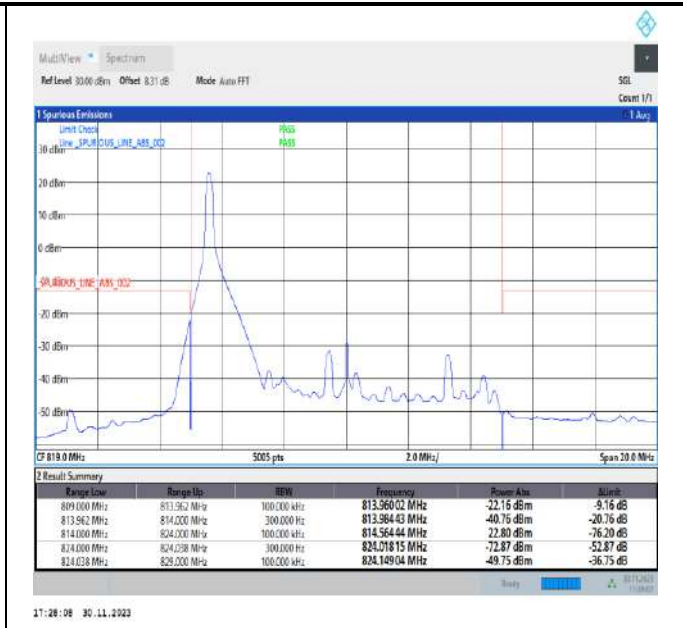 MultiView Spectrum
Ref Level 30.00 dBm Offset 8.31 dB Mode Auto FFT SGL
Count 1/1
1 Spurious Emissions 1 Avg
Limit Check PASS
30 dBm Line _SPURIOUS_LINE_ABS_002 PASS
20 dBm
10 dBm
0 dBm
_SPURIOUS_LINE_ABS_002
-20 dBm
-30 dBm
-40 dBm
-50 dBm
CF 819.0 MHz 5005 pts 2.0 MHz/ Span 20.0 MHz
2 Result Summary
Range Low Range Up RBW Frequency Power Abs ΔLimit
809.000 MHz 813.962 MHz 100.000 kHz 813.96002 MHz -22.16 dBm -9.16 dB
813.962 MHz 814.000 MHz 300.000 Hz 813.98443 MHz -40.76 dBm -20.76 dB
814.000 MHz 824.000 MHz 100.000 kHz 814.56444 MHz 22.80 dBm -76.20 dB
824.000 MHz 824.038 MHz 300.000 Hz 824.01815 MHz -72.87 dBm -52.87 dB
824.038 MHz 829.000 MHz 100.000 kHz 824.14904 MHz -49.75 dBm -36.75 dB
Ready 30.11.2023
17:28:08 30.11.2023